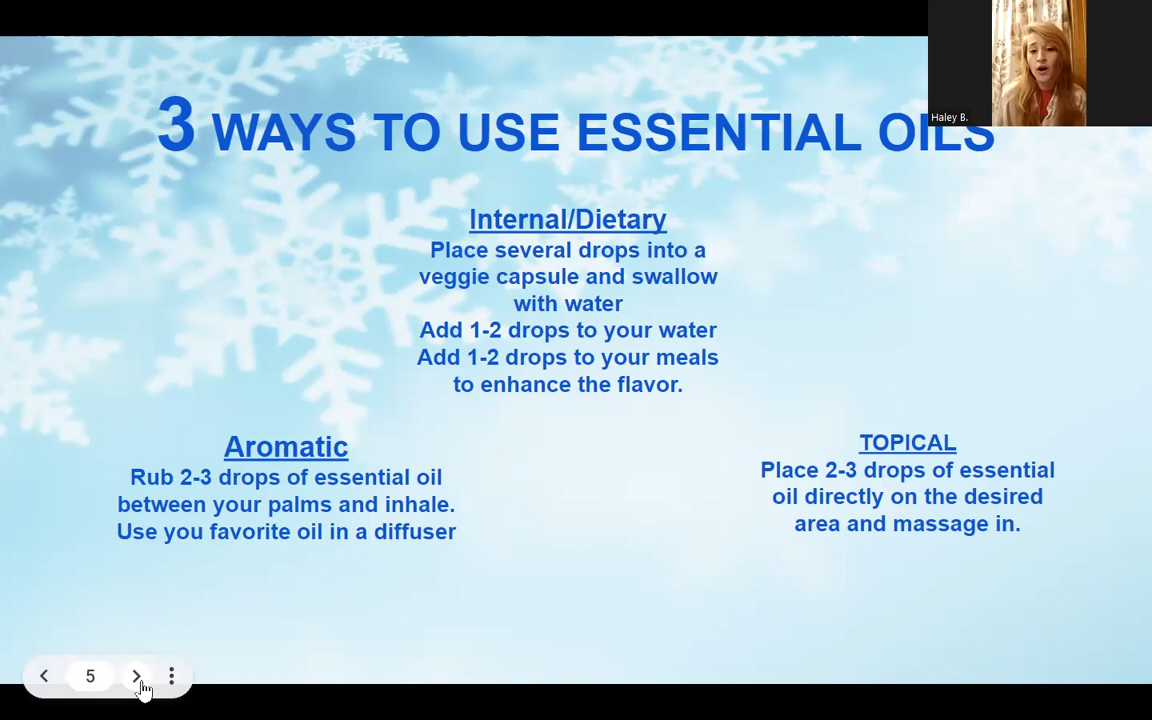 Haley B.
3 WAYS TO USE ESSENTIAL OILS
Internal/Dietary
Place several drops into a
veggie capsule and swallow
with water
Add 1-2 drops to your water
Add 1-2 drops to your meals
to enhance the flavor.
Aromatic
Rub 2-3 drops of essential oil
between your palms and inhale.
Use you favorite oil in a diffuser
TOPICAL
Place 2-3 drops of essential
oil directly on the desired
area and massage in.
5